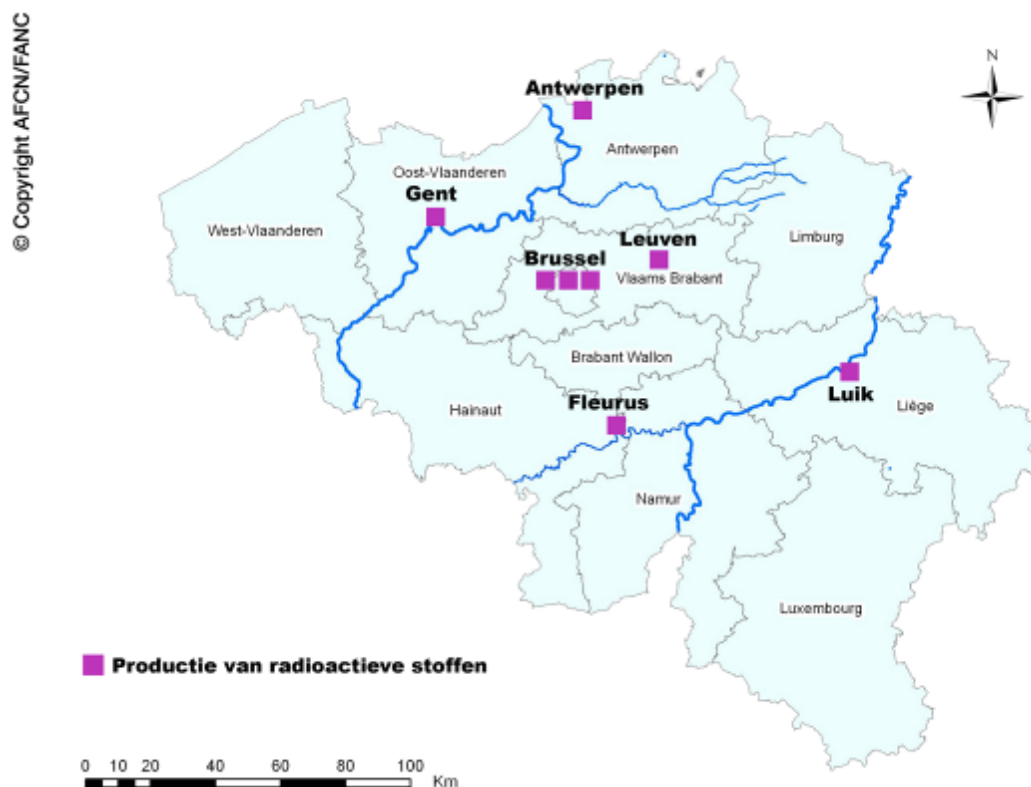 © Copyright AFCN/FANC
N
Antwerpen
Antwerpen
Oost-Vlaanderen
Gent
West-Vlaanderen
Limburg
Leuven
Brussel
Vlaams Brabant
Brabant Wallon
Hainaut
Fleurus
Luik
Liège
Namur
Luxembourg
Productie van radioactieve stoffen
0 10 20 40 60 80 100
Km